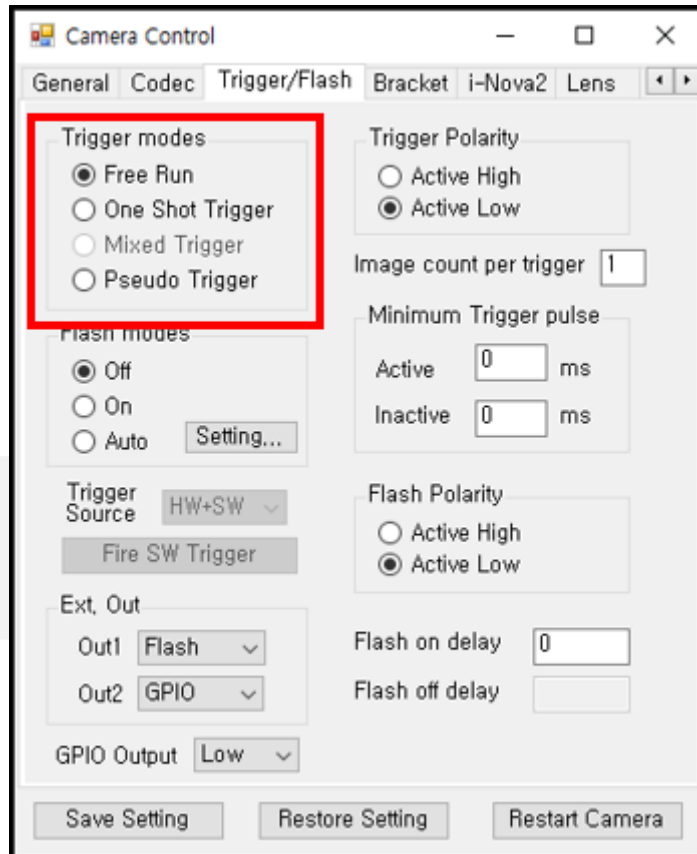 Camera Control
General Codec Trigger/Flash Bracket i-Nova2 Lens
Trigger modes
Free Run
One Shot Trigger
Mixed Trigger
Pseudo Trigger
Flash modes
Off
On
Auto Setting...
Trigger Source HW+SW
Fire SW Trigger
Ext, Out
Out1 Flash
Out2 GPIO
GPIO Output Low
Trigger Polarity
Active High
Active Low
Image count per trigger 1
Minimum Trigger pulse
Active 0 ms
Inactive 0 ms
Flash Polarity
Active High
Active Low
Flash on delay 0
Flash off delay
Save Setting Restore Setting Restart Camera